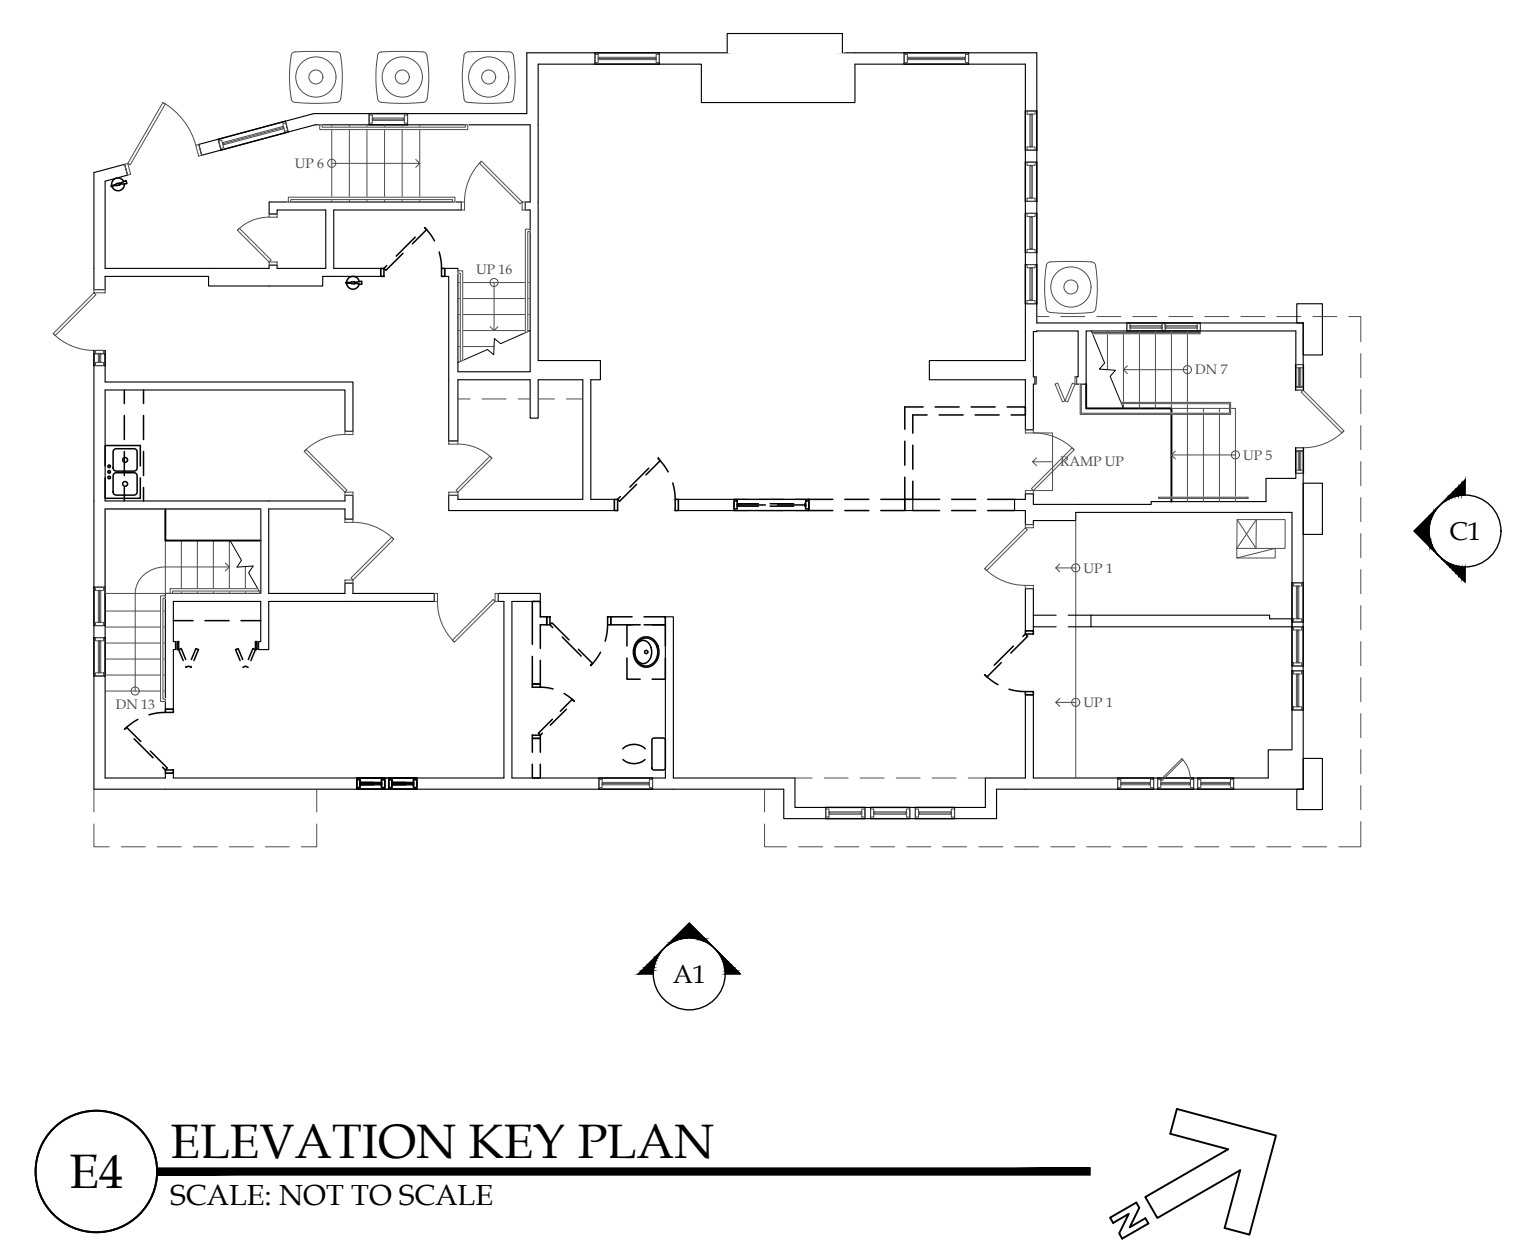 UP 6
UP 16
DN 7
RAMP UP
UP 5
C1
UP 1
UP 1
DN 13
A1
E4
ELEVATION KEY PLAN
SCALE: NOT TO SCALE
N